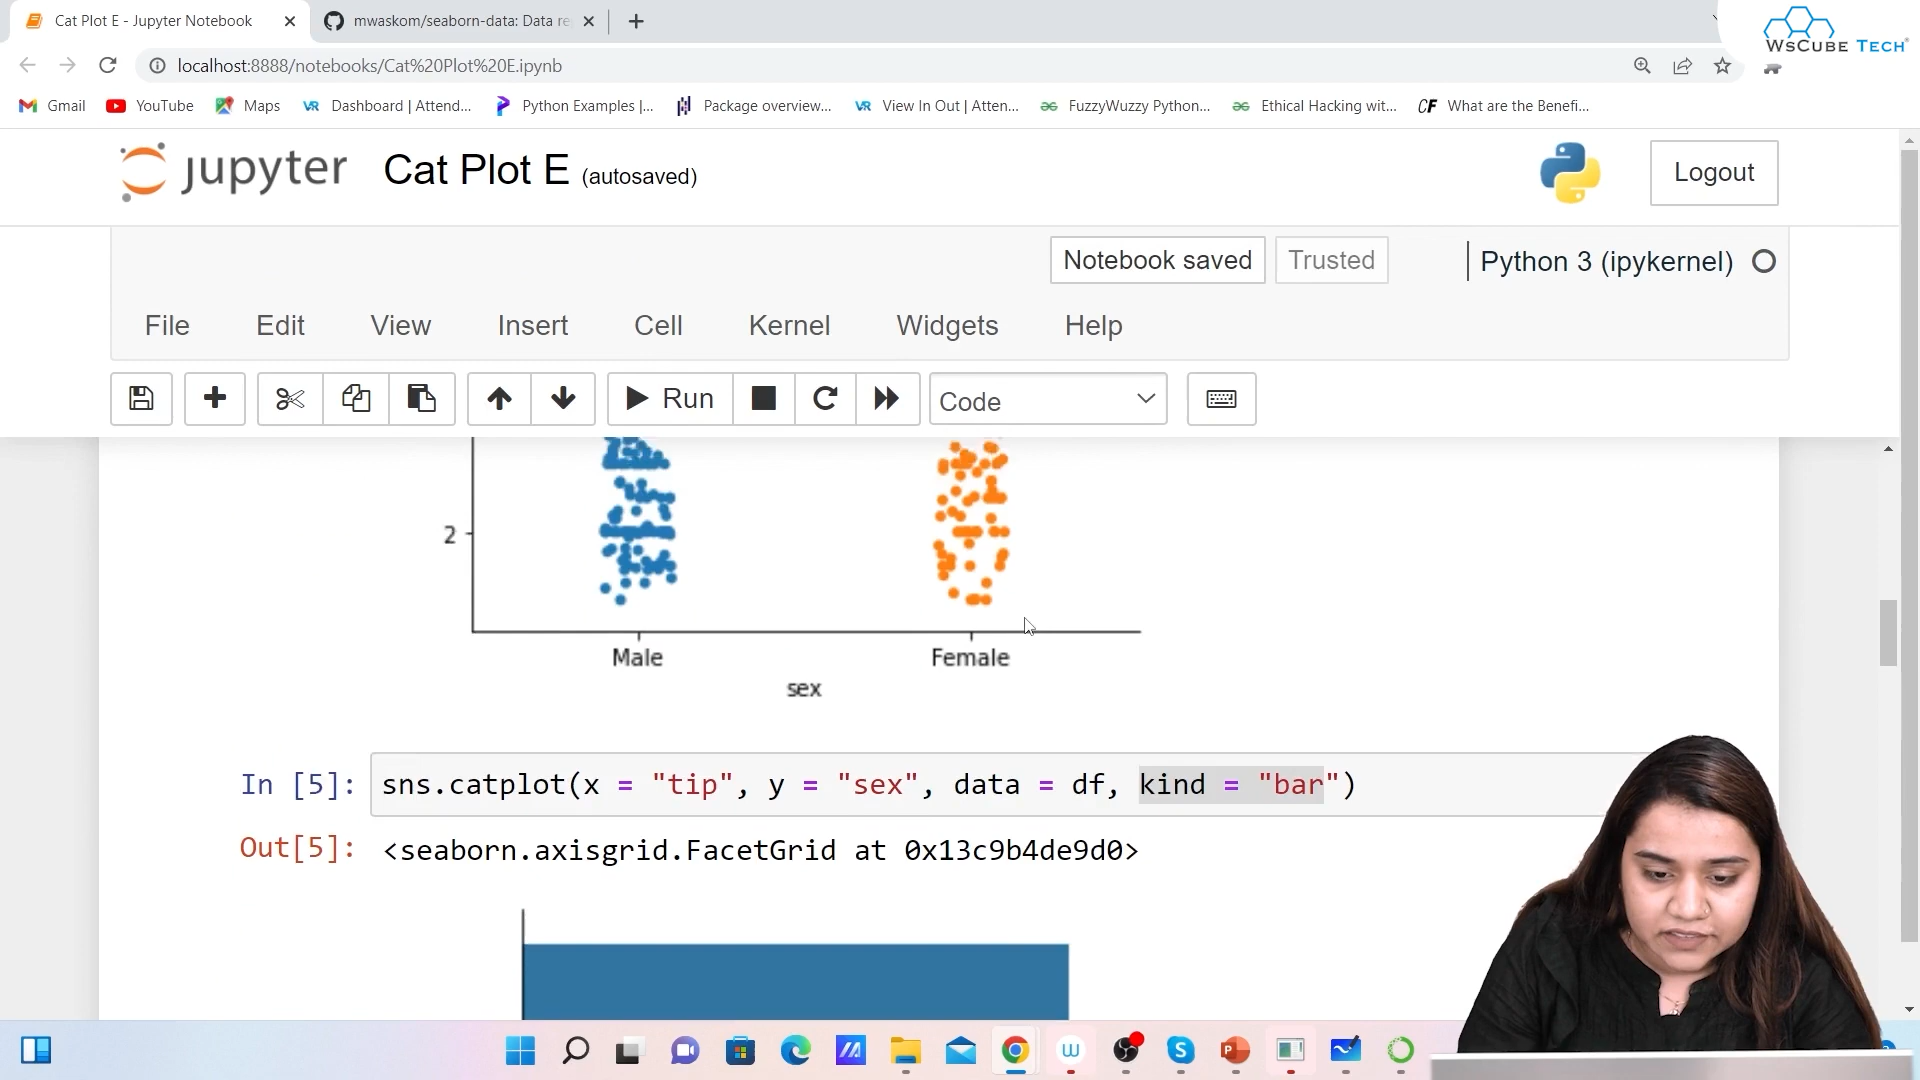 Cat Plot E - Jupyter Notebook
mwaskom/seaborn-data: Data re
WsCube Tech
localhost:8888/notebooks/Cat%20Plot%20E.ipynb
Gmail YouTube Maps Dashboard | Attend... Python Examples |... Package overview... View In Out | Atten... FuzzyWuzzy Python... Ethical Hacking wit... CF What are the Benefi...
jupyter Cat Plot E (autosaved)
Logout
Notebook saved Trusted Python 3 (ipykernel)
File Edit View Insert Cell Kernel Widgets Help
Run Code
2
Male Female
sex
In [5]: sns.catplot(x = "tip", y = "sex", data = df, kind = "bar")
Out[5]: <seaborn.axisgrid.FacetGrid at 0x13c9b4de9d0>